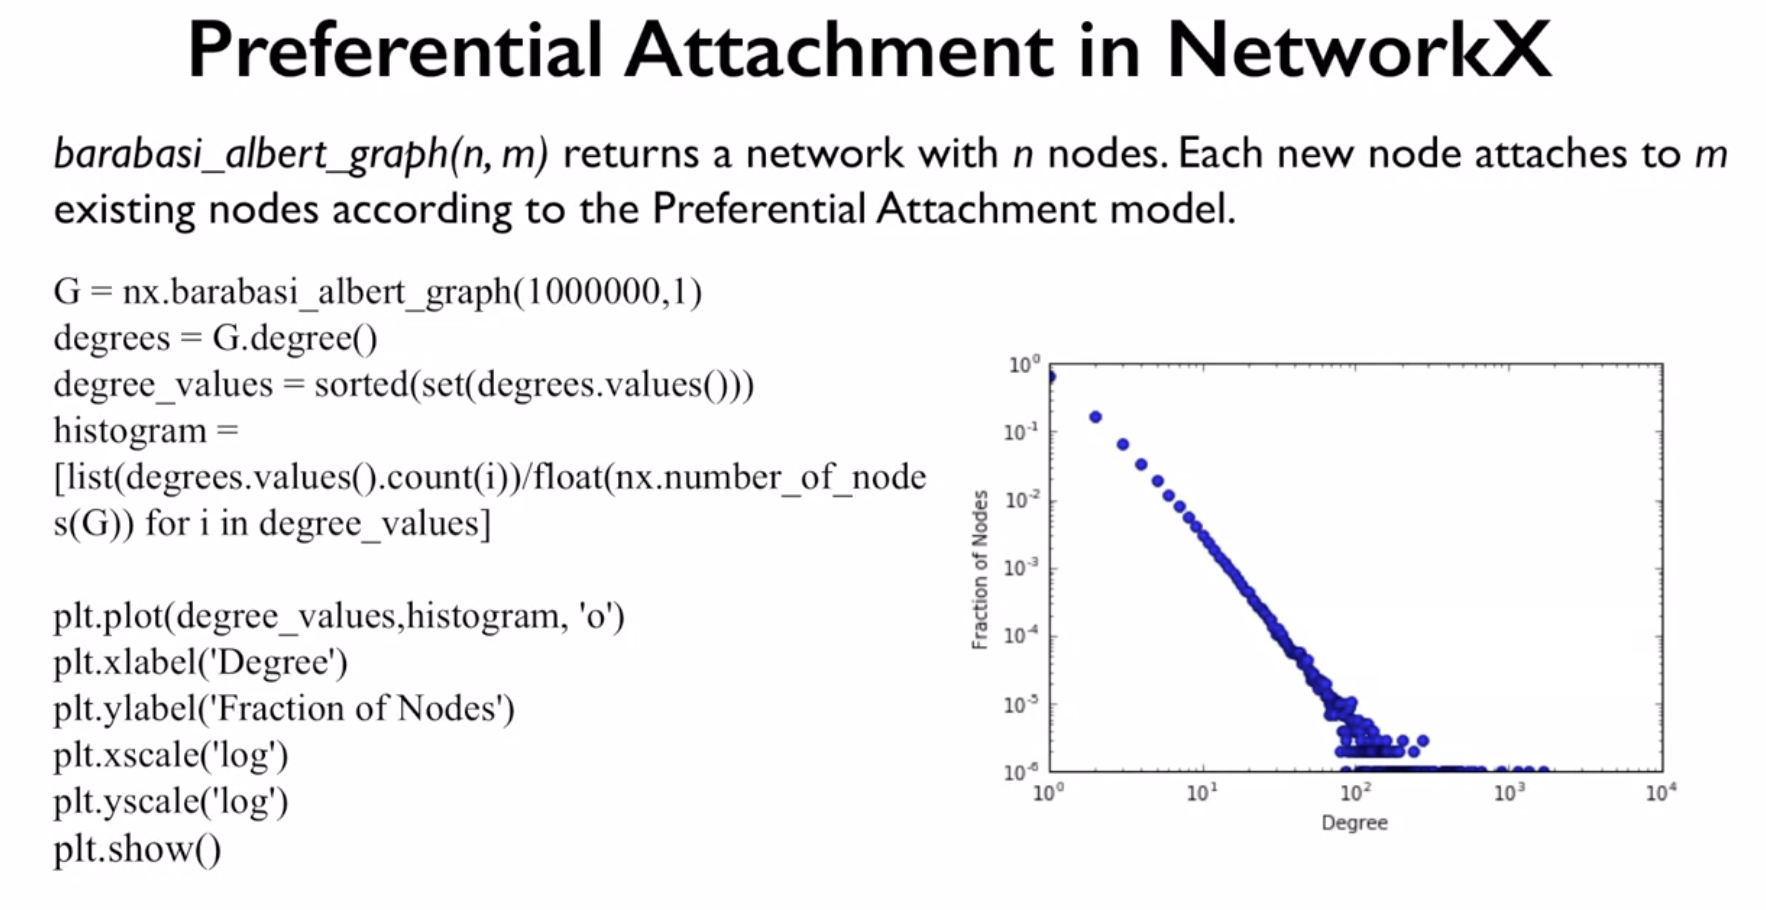 Preferential Attachment in NetworkX
barabasi_albert_graph(n, m) returns a network with n nodes. Each new node attaches to m
existing nodes according to the Preferential Attachment model.
G = nx.barabasi_albert_graph(1000000,1)
degrees = G.degree()
degree_values = sorted(set(degrees.values()))
histogram =
[list(degrees.values().count(i))/float(nx.number_of_node
s(G)) for i in degree_values]
plt.plot(degree_values,histogram, 'o')
plt.xlabel('Degree')
plt.ylabel('Fraction of Nodes')
plt.xscale('log')
plt.yscale('log')
plt.show()
Fraction of Nodes
10⁰
10⁻¹
10⁻²
10⁻³
10⁻⁴
10⁻⁵
10⁻⁶
10⁰ 10¹ 10² 10³ 10⁴
Degree